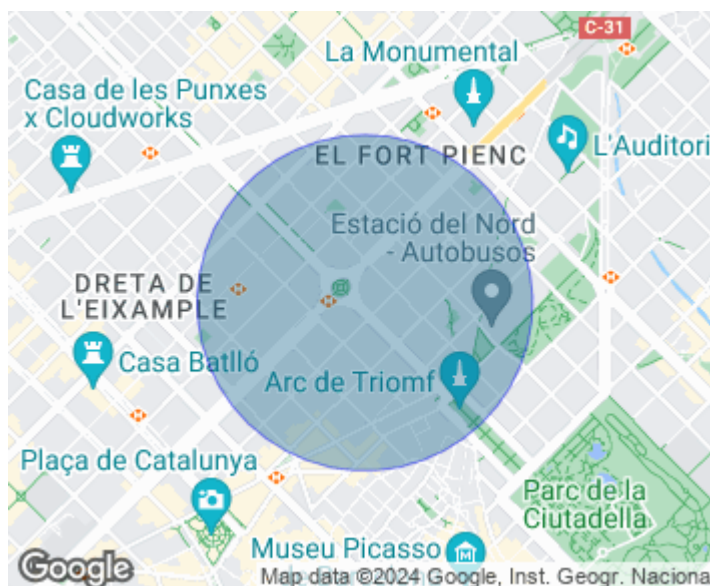 C-31
La Monumental
Casa de les Punxes
x Cloudworks
EL FORT PIENC
L'Auditori
Estació del Nord
- Autobusos
DRETA DE
L'EIXAMPLE
Casa Batlló
Arc de Triomf
Plaça de Catalunya
Parc de la
Ciutadella
Museu Picasso
Google
Map data ©2024 Google, Inst. Geogr. Naciona